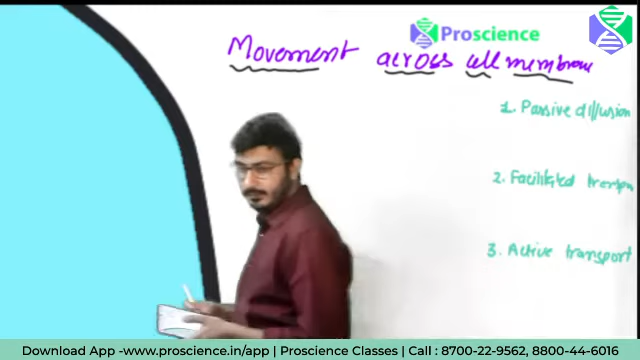 Proscience
Movement across cell membrane
1. Passive diffusion
2. Facilitated transpo
3. Active transport
Download App -www.proscience.in/app | Proscience Classes | Call : 8700-22-9562, 8800-44-6016